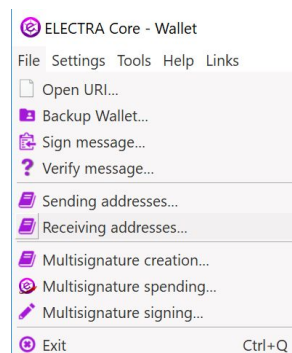 ELECTRA Core - Wallet
File Settings Tools Help Links
Open URI...
Backup Wallet...
Sign message...
Verify message...
Sending addresses...
Receiving addresses...
Multisignature creation...
Multisignature spending...
Multisignature signing...
Exit Ctrl+Q